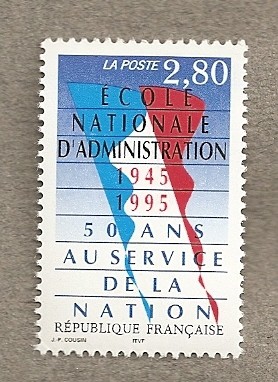 LA POSTE 2,80
ÉCOLE
NATIONALE
D'ADMINISTRATION
1945
1995
50 ANS
AU SERVICE
DE LA
NATION
RÉPUBLIQUE FRANÇAISE
J.-P. COUSIN ITVF